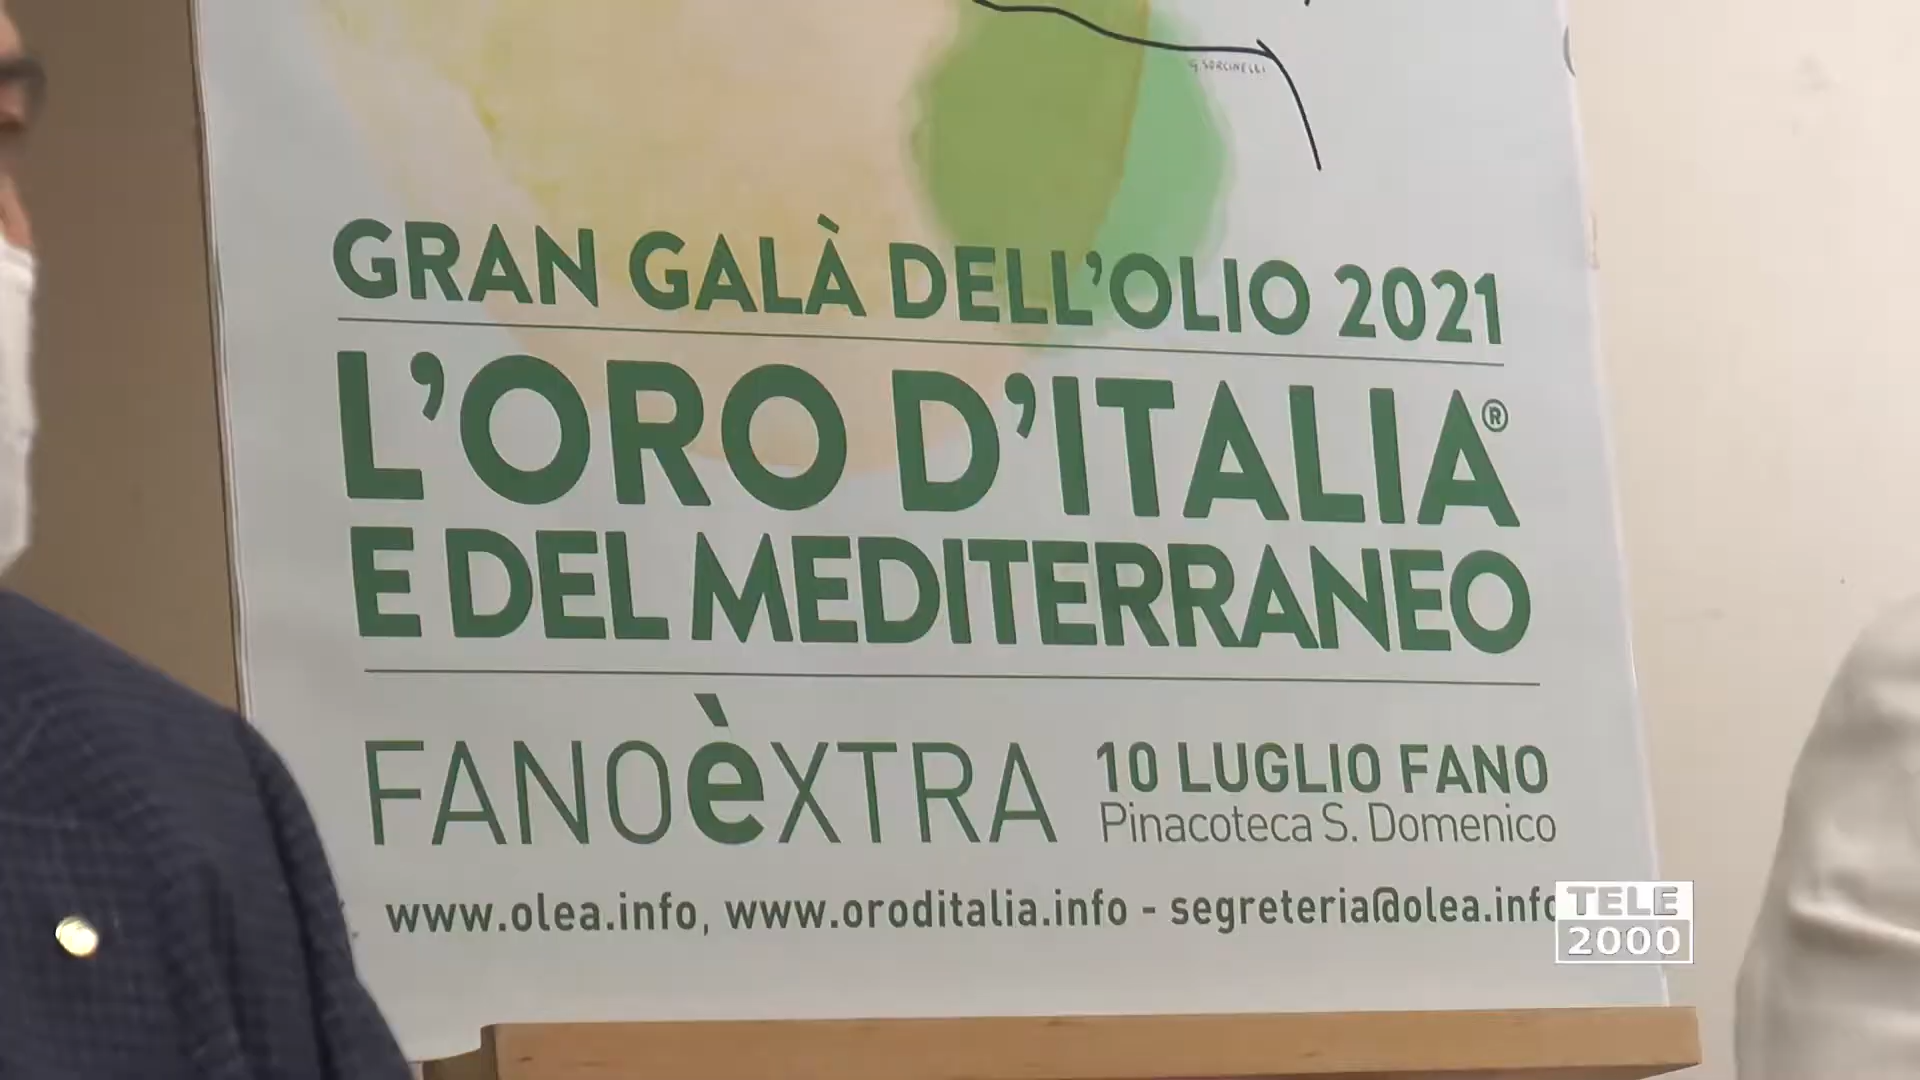 G. SORCINELLI
GRAN GALÀ DELL'OLIO 2021
L'ORO D'ITALIA®
E DEL MEDITERRANEO
FANOèXTRA
10 LUGLIO FANO
Pinacoteca S. Domenico
www.olea.info, www.oroditalia.info - segreteria@olea.info
TELE
2000